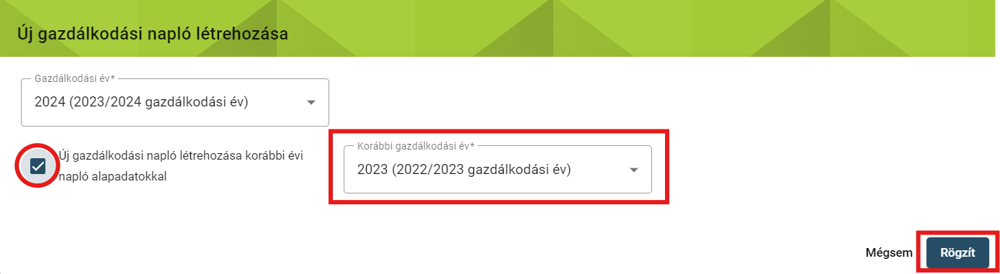 Új gazdálkodási napló létrehozása
Gazdálkodási év*
2024 (2023/2024 gazdálkodási év)
Új gazdálkodási napló létrehozása korábbi évi
napló alapadatokkal
Korábbi gazdálkodási év*
2023 (2022/2023 gazdálkodási év)
Mégsem
Rögzít